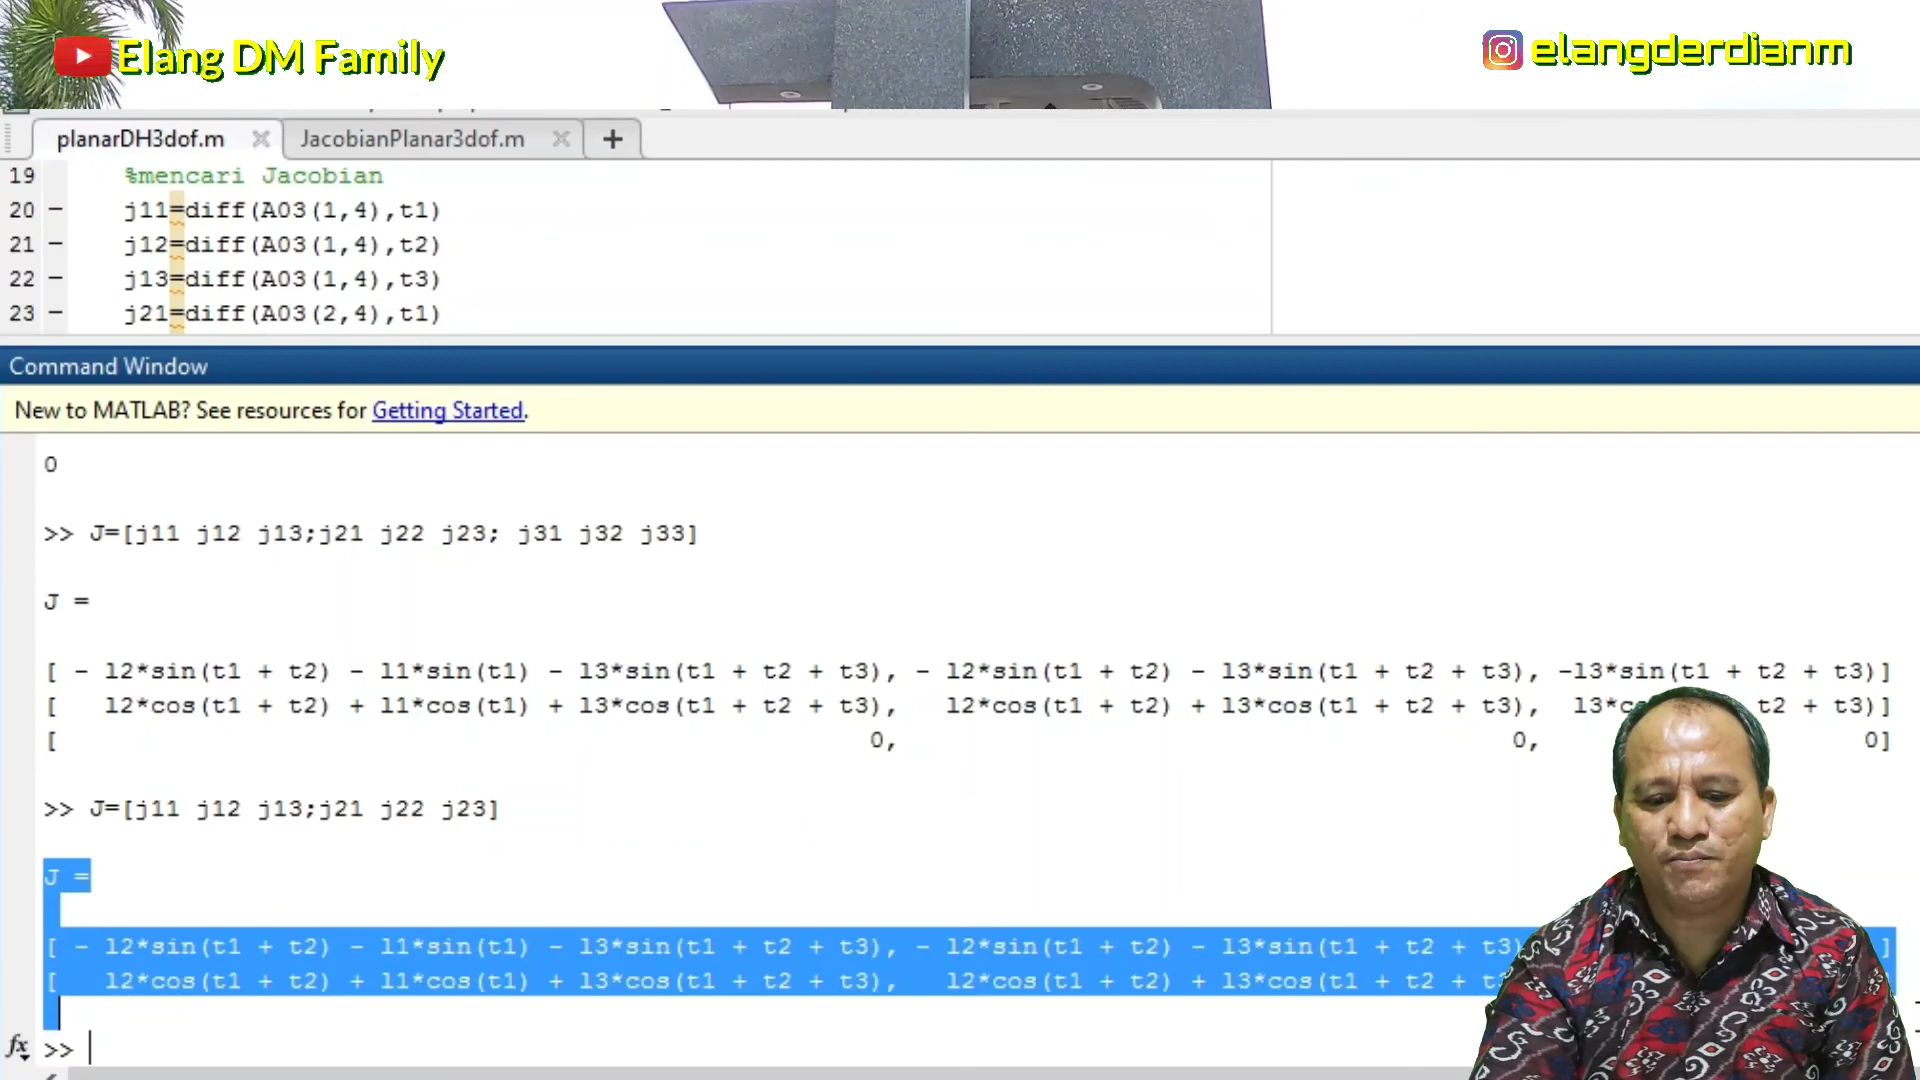 Elang DM Family
elangderdianm
planarDH3dof.m
JacobianPlanar3dof.m
19 %mencari Jacobian
20 – j11=diff(A03(1,4),t1)
21 – j12=diff(A03(1,4),t2)
22 – j13=diff(A03(1,4),t3)
23 – j21=diff(A03(2,4),t1)
Command Window
New to MATLAB? See resources for Getting Started.
0
>> J=[j11 j12 j13;j21 j22 j23; j31 j32 j33]
J =
[ - l2*sin(t1 + t2) - l1*sin(t1) - l3*sin(t1 + t2 + t3), - l2*sin(t1 + t2) - l3*sin(t1 + t2 + t3), -l3*sin(t1 + t2 + t3)]
[ l2*cos(t1 + t2) + l1*cos(t1) + l3*cos(t1 + t2 + t3), l2*cos(t1 + t2) + l3*cos(t1 + t2 + t3), t2 + t3)]
[ 0, 0, 0]
>> J=[j11 j12 j13;j21 j22 j23]
J =
[ - l2*sin(t1 + t2) - l1*sin(t1) - l3*sin(t1 + t2 + t3), - l2*sin(t1 + t2) - l3*sin(t1 + t2 + t3) ]
[ l2*cos(t1 + t2) + l1*cos(t1) + l3*cos(t1 + t2 + t3), l2*cos(t1 + t2) + l3*cos(t1 + t2 +
fx >>